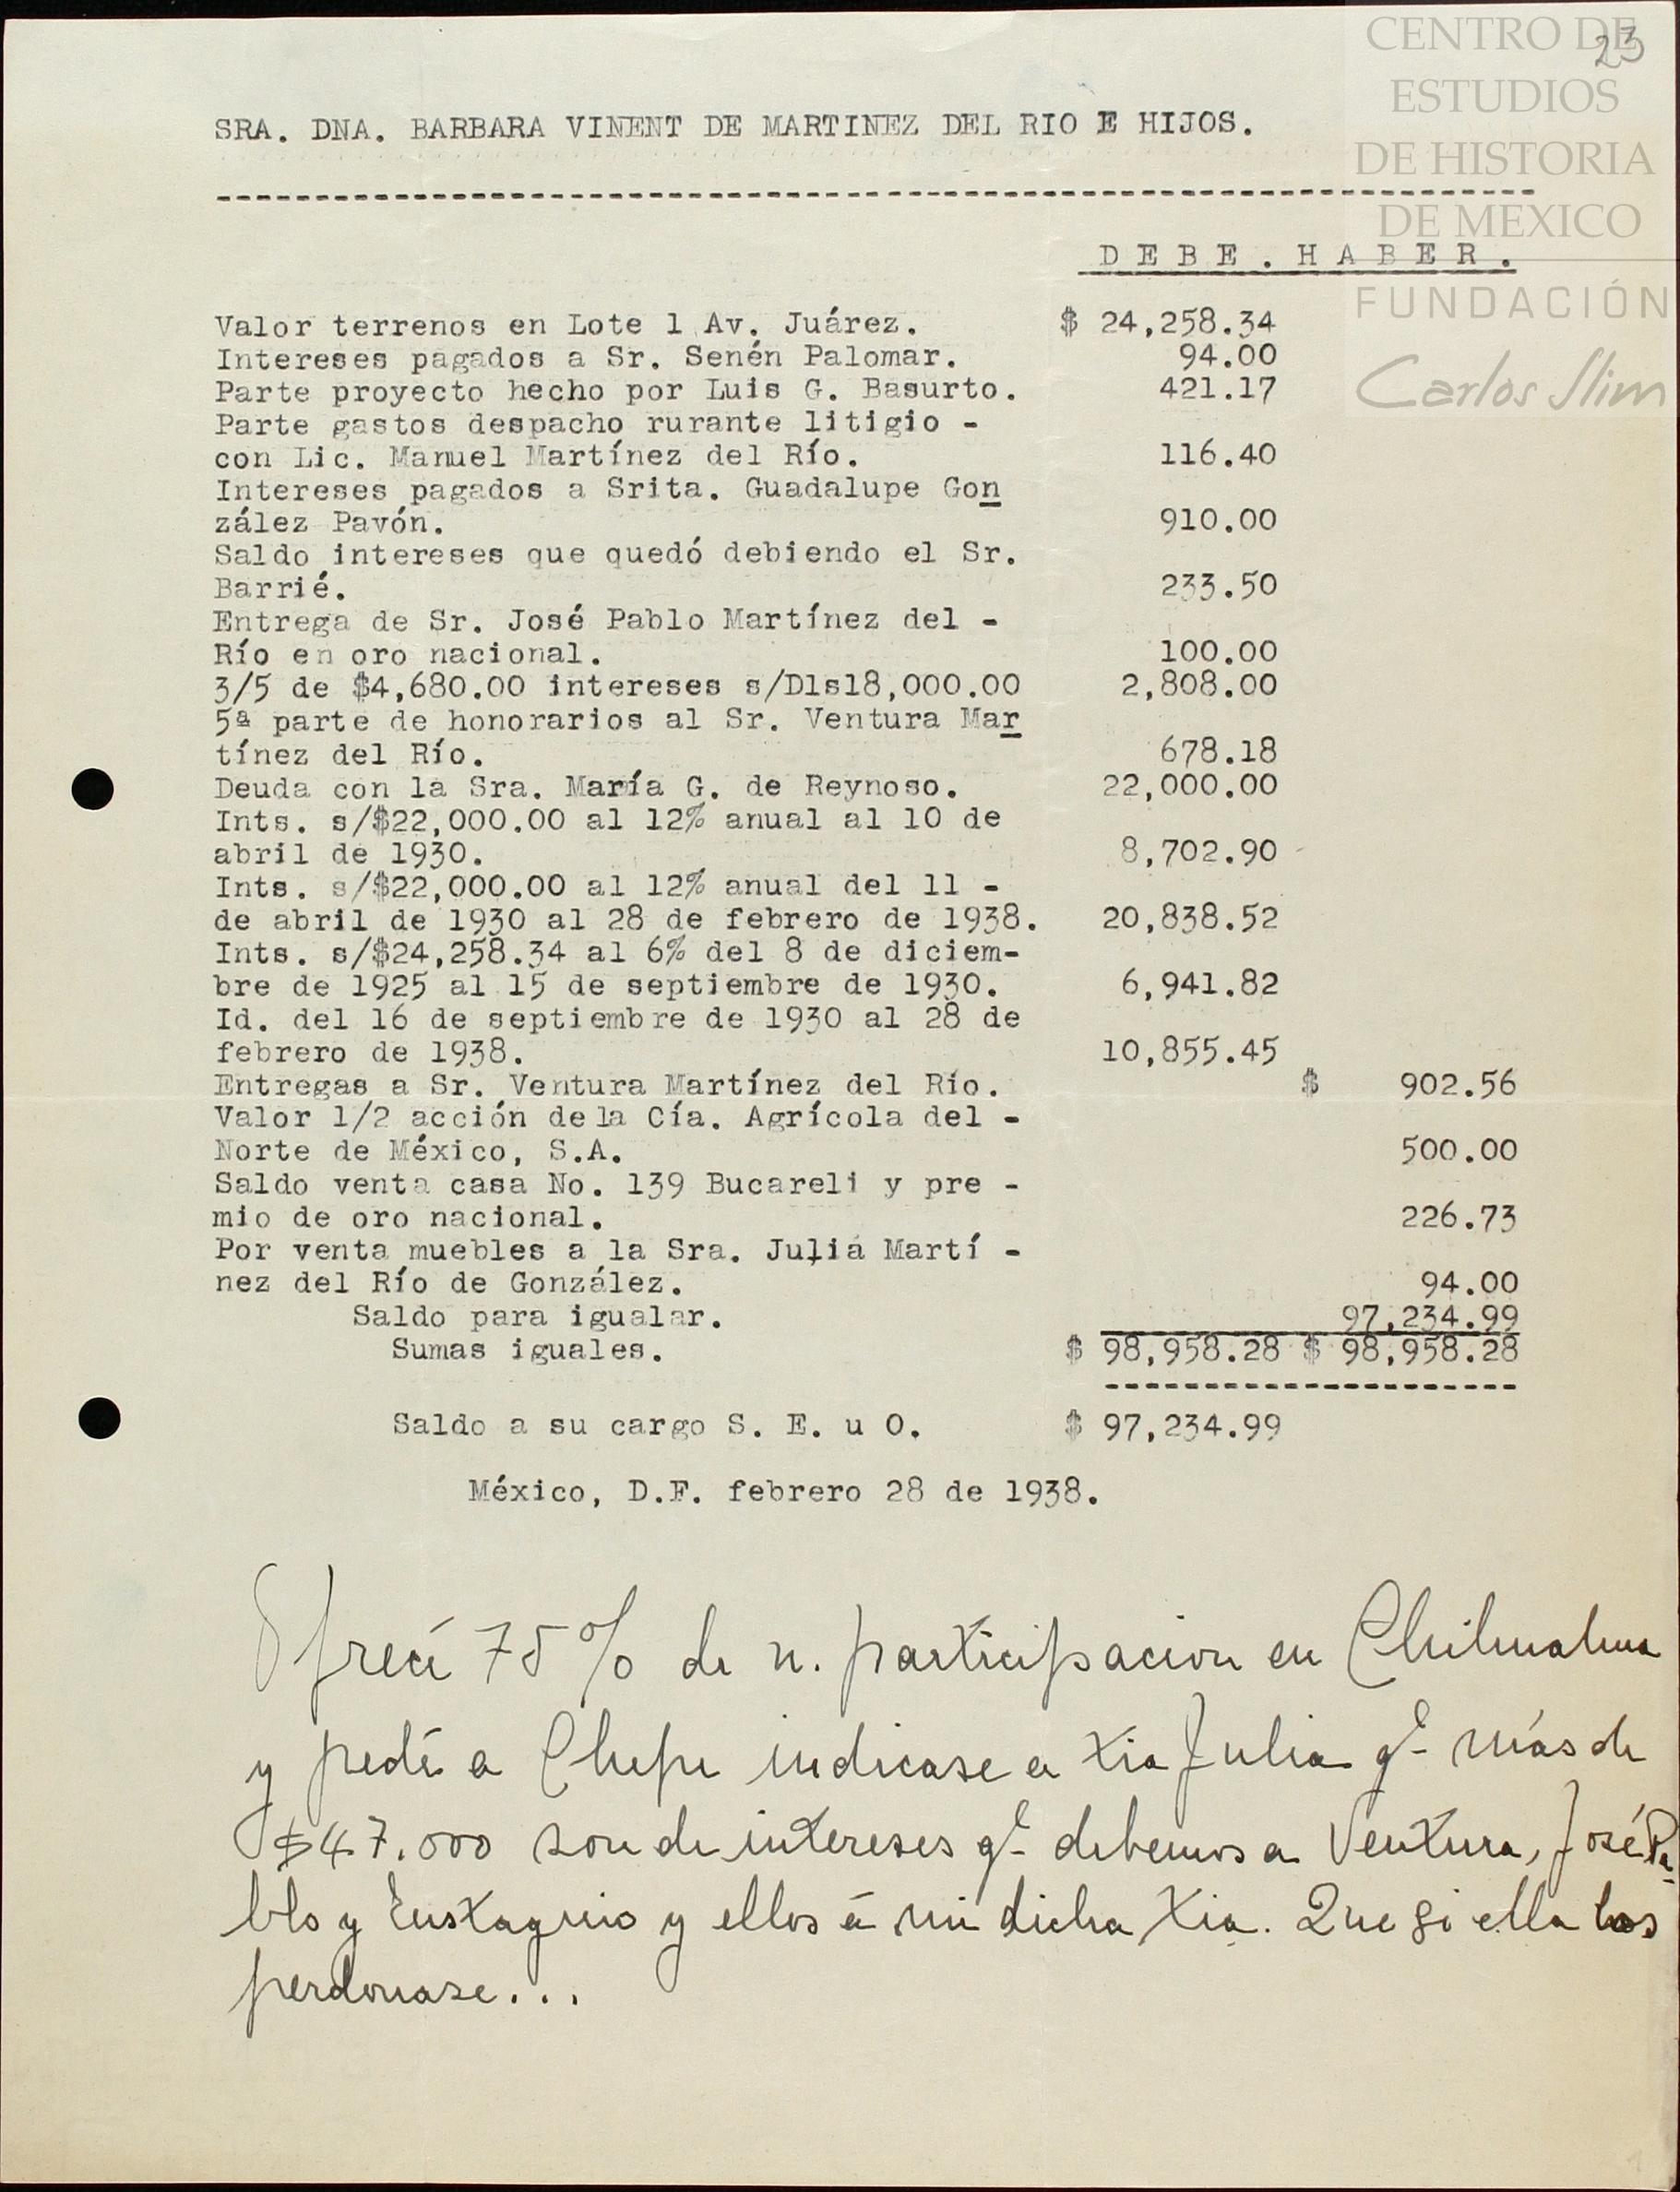 CENTRO DE
23
ESTUDIOS
SRA. DNA. BARBARA VINENT DE MARTINEZ DEL RIO E HIJOS.
DE HISTORIA
DE MEXICO
D E B E . H A B E R .
FUNDACIÓN
Carlos Slim
Valor terrenos en Lote 1 Av. Juárez. $ 24,258.34
Intereses pagados a Sr. Senén Palomar. 94.00
Parte proyecto hecho por Luis G. Basurto. 421.17
Parte gastos despacho rurante litigio -
con Lic. Manuel Martínez del Río. 116.40
Intereses pagados a Srita. Guadalupe Gon
zález Pavón. 910.00
Saldo intereses que quedó debiendo el Sr.
Barrié. 233.50
Entrega de Sr. José Pablo Martínez del -
Río en oro nacional. 100.00
3/5 de $4,680.00 intereses s/Dls18,000.00 2,808.00
5ª parte de honorarios al Sr. Ventura Mar
tínez del Río. 678.18
Deuda con la Sra. María G. de Reynoso. 22,000.00
Ints. s/$22,000.00 al 12% anual al 10 de
abril de 1930. 8,702.90
Ints. s/$22,000.00 al 12% anual del 11 -
de abril de 1930 al 28 de febrero de 1938. 20,838.52
Ints. s/$24,258.34 al 6% del 8 de diciem-
bre de 1925 al 15 de septiembre de 1930. 6,941.82
Id. del 16 de septiembre de 1930 al 28 de
febrero de 1938. 10,855.45
Entregas a Sr. Ventura Martínez del Río. $ 902.56
Valor 1/2 acción de la Cía. Agrícola del -
Norte de México, S.A. 500.00
Saldo venta casa No. 139 Bucareli y pre -
mio de oro nacional. 226.73
Por venta muebles a la Sra. Juliá Martí -
nez del Río de González. 94.00
Saldo para igualar. 97,234.99
Sumas iguales. $ 98,958.28 $ 98,958.28
Saldo a su cargo S. E. u O. $ 97,234.99
México, D.F. febrero 28 de 1938.
Ofrecí 75% de n. participacion en Chihuahua
y pedí a Chepe indicase a tia Julia qe más de
$47.000 son de intereses qe debemos a Ventura, José Pa-
blo y Eustaquio y ellos á mi dicha tia. Que si ella los
perdonase...